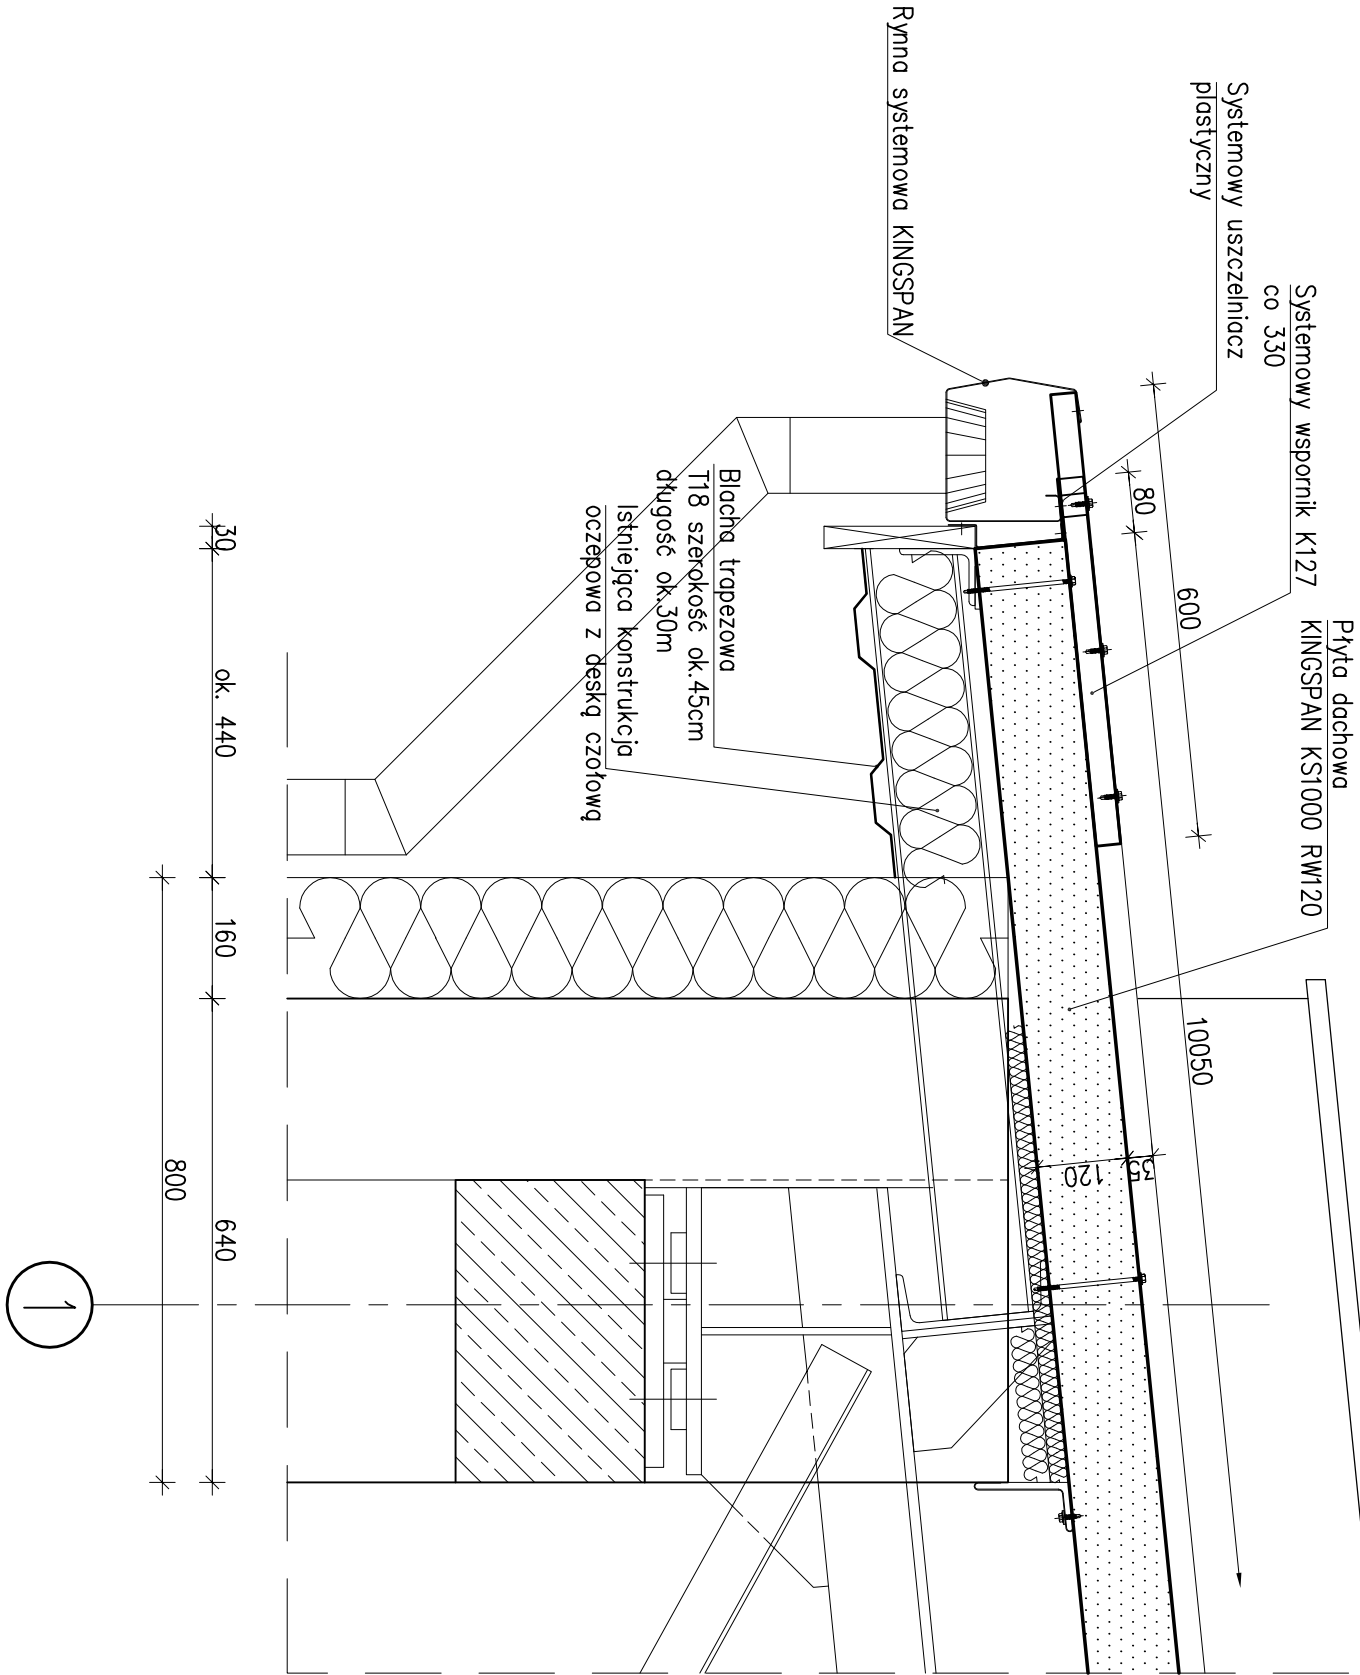 Rynna systemowa KINGSPAN
Systemowy uszczelniacz
plastyczny
Systemowy wspornik K127
co 330
Płyta dachowa
KINGSPAN KS1000 RW120
Blacha trapezowa
T18 szerokość ok.45cm
długość ok.30m
Istniejąca konstrukcja
oczepowa z deską czołową
80
600
10050
35
120
30
ok. 440
160
640
800
1